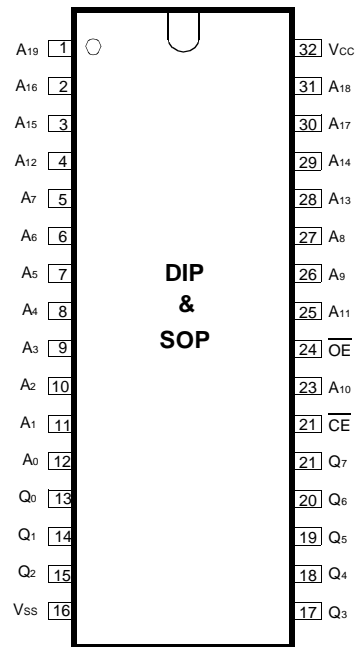 A19 1 32 VCC
A16 2 31 A18
A15 3 30 A17
A12 4 29 A14
A7 5 28 A13
A6 6 27 A8
A5 7 26 A9
A4 8 25 A11
A3 9 24 OE
A2 10 23 A10
A1 11 21 CE
A0 12 21 Q7
Q0 13 20 Q6
Q1 14 19 Q5
Q2 15 18 Q4
VSS 16 17 Q3
DIP
&
SOP